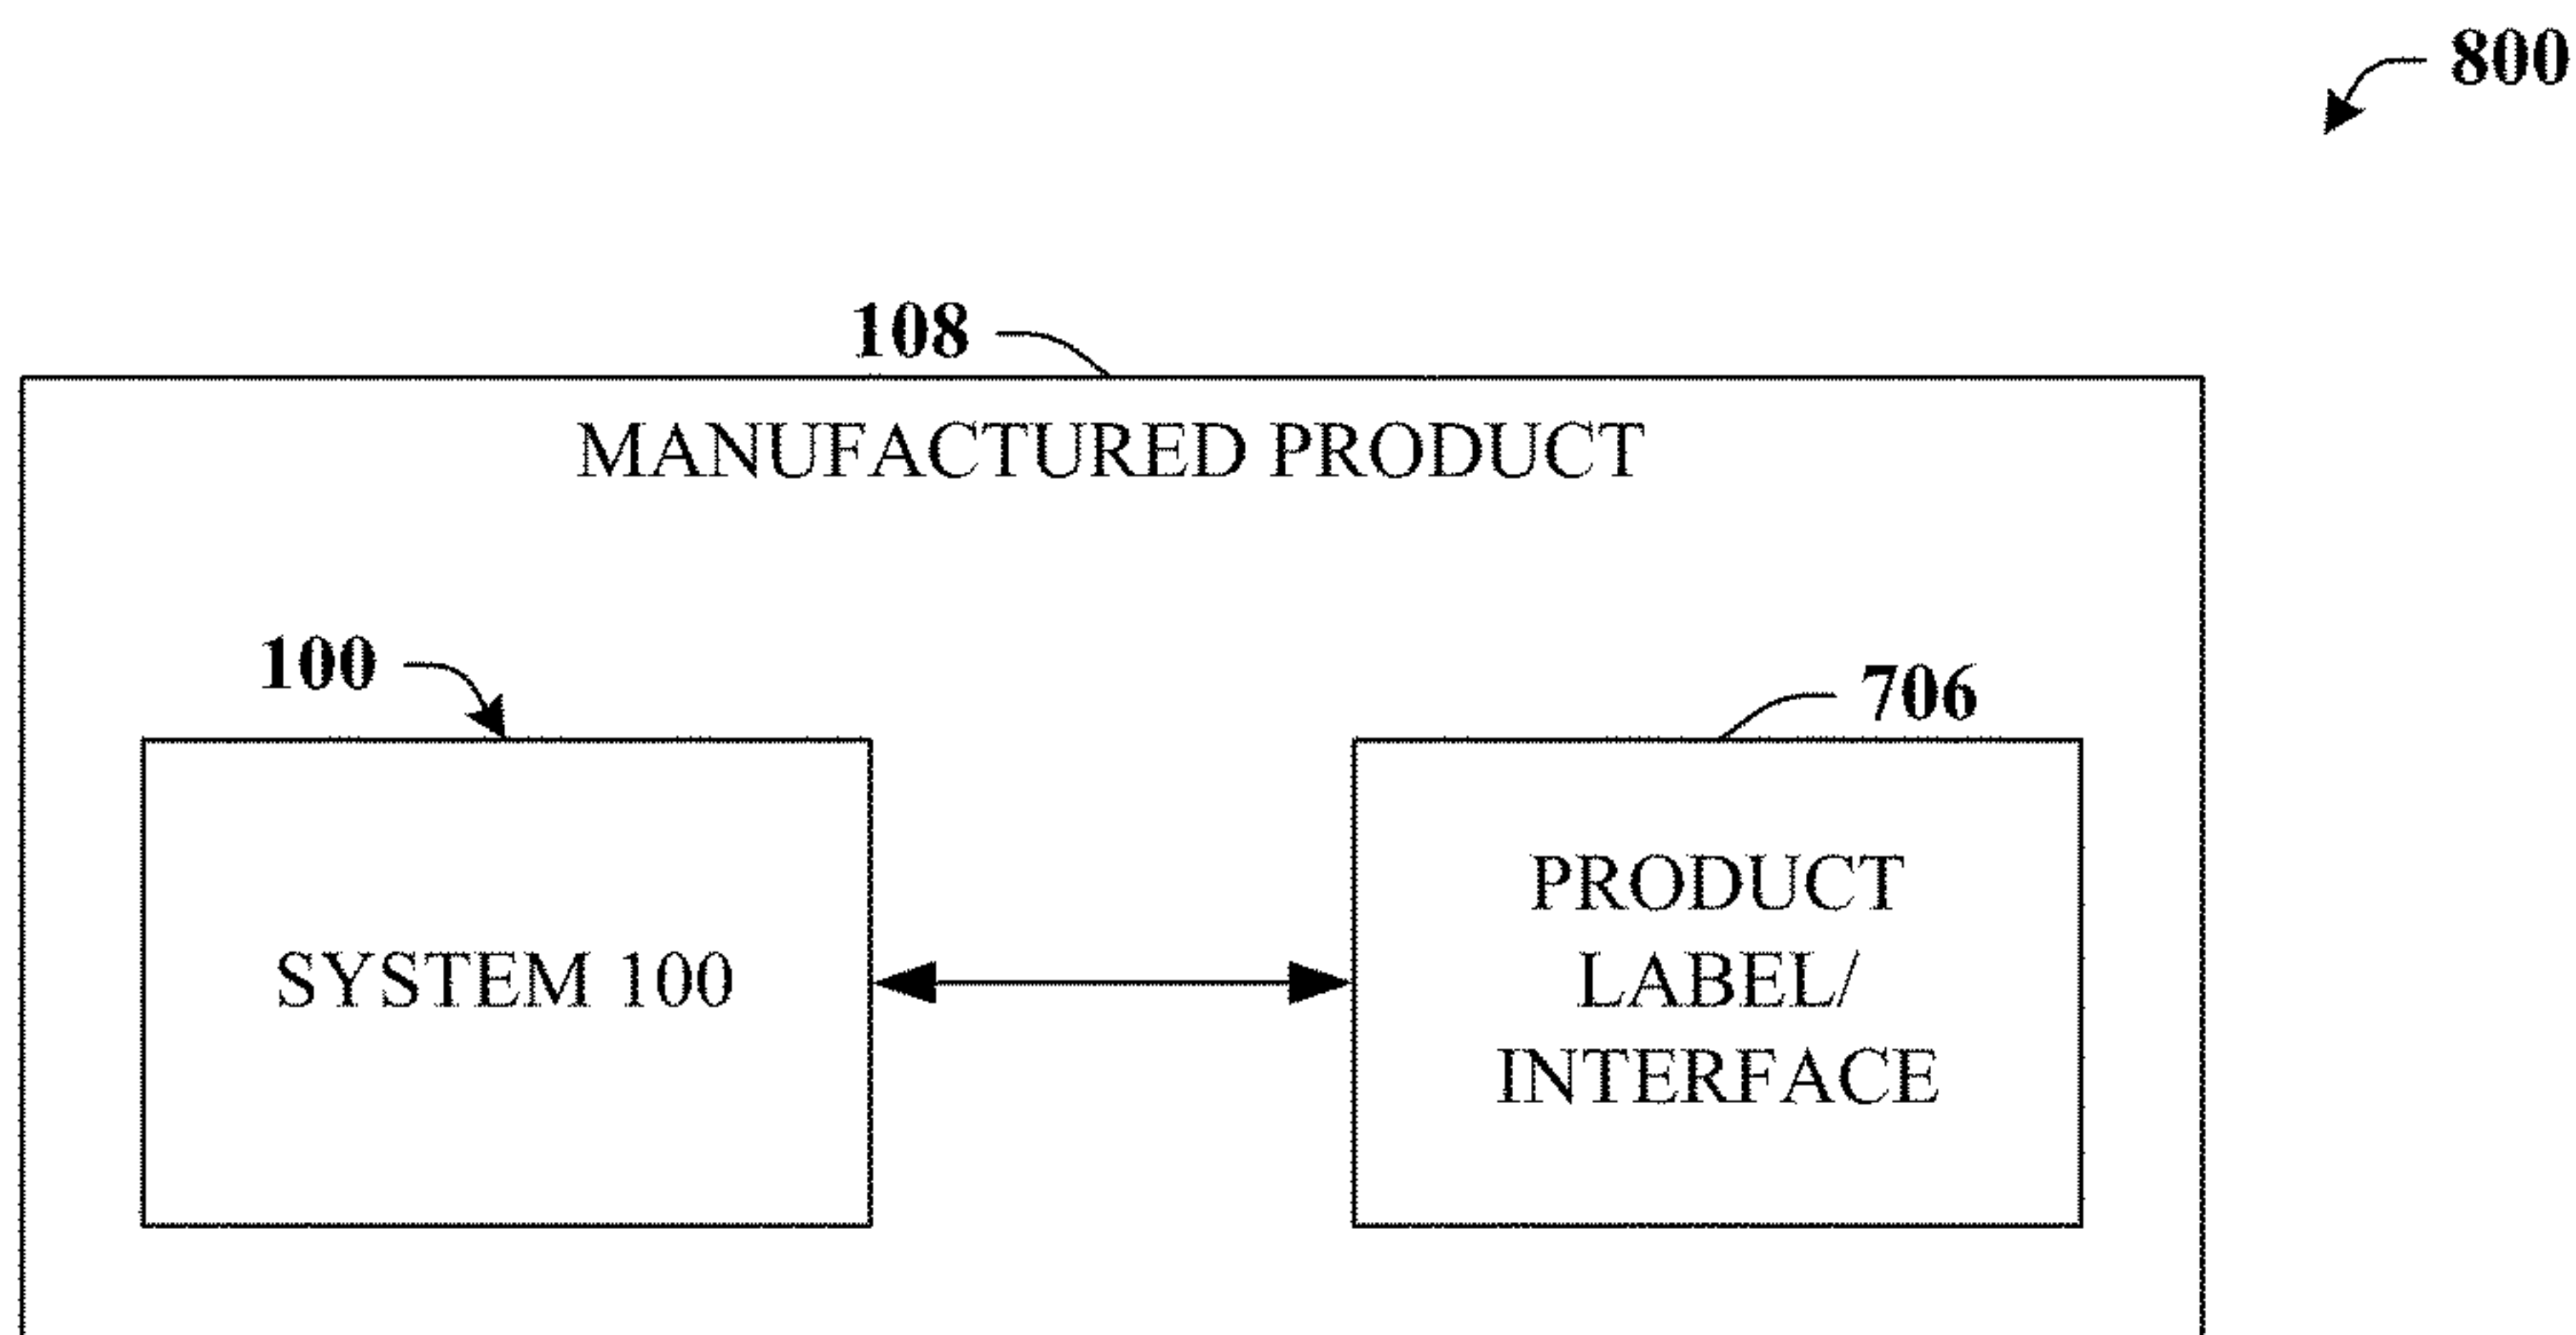 800
108
MANUFACTURED PRODUCT
100
706
SYSTEM 100
PRODUCT
LABEL/
INTERFACE